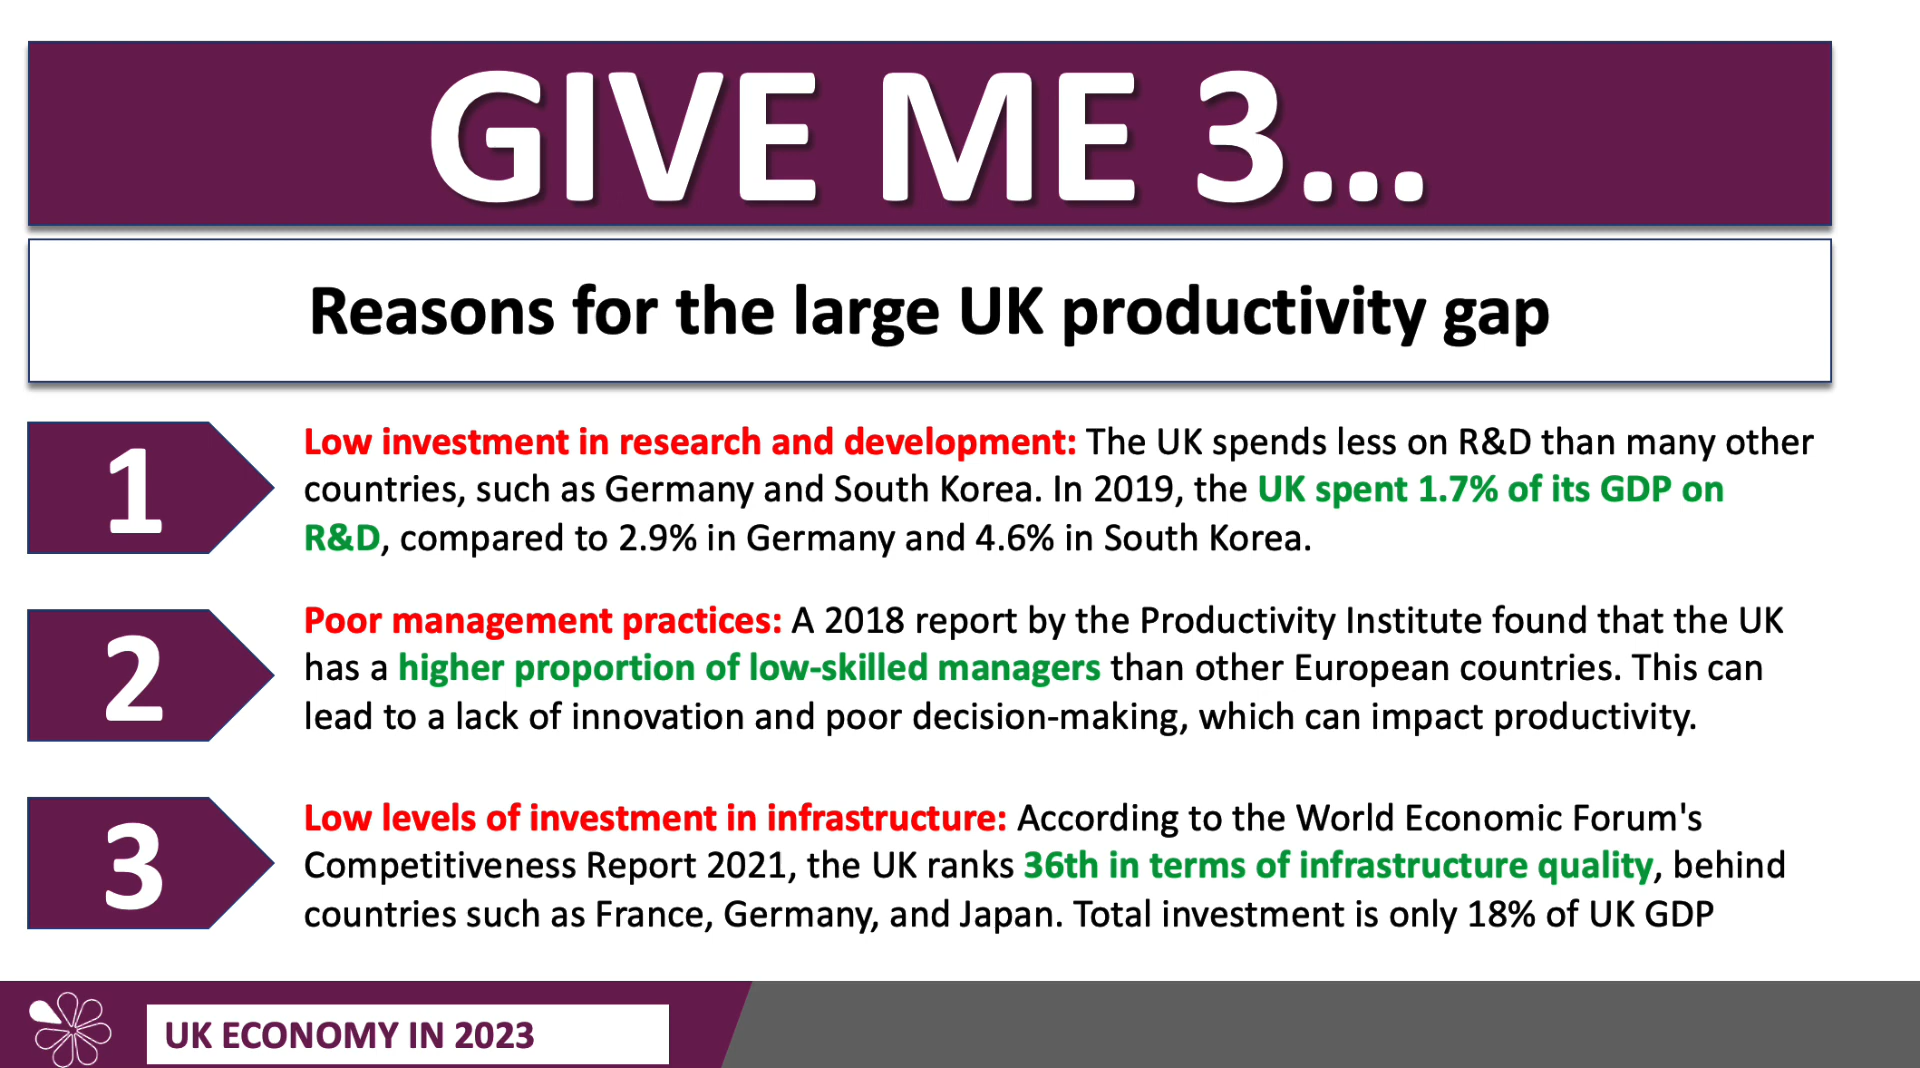 GIVE ME 3...
Reasons for the large UK productivity gap
1
Low investment in research and development: The UK spends less on R&D than many other
countries, such as Germany and South Korea. In 2019, the UK spent 1.7% of its GDP on
R&D, compared to 2.9% in Germany and 4.6% in South Korea.
2
Poor management practices: A 2018 report by the Productivity Institute found that the UK
has a higher proportion of low-skilled managers than other European countries. This can
lead to a lack of innovation and poor decision-making, which can impact productivity.
3
Low levels of investment in infrastructure: According to the World Economic Forum's
Competitiveness Report 2021, the UK ranks 36th in terms of infrastructure quality, behind
countries such as France, Germany, and Japan. Total investment is only 18% of UK GDP
UK ECONOMY IN 2023